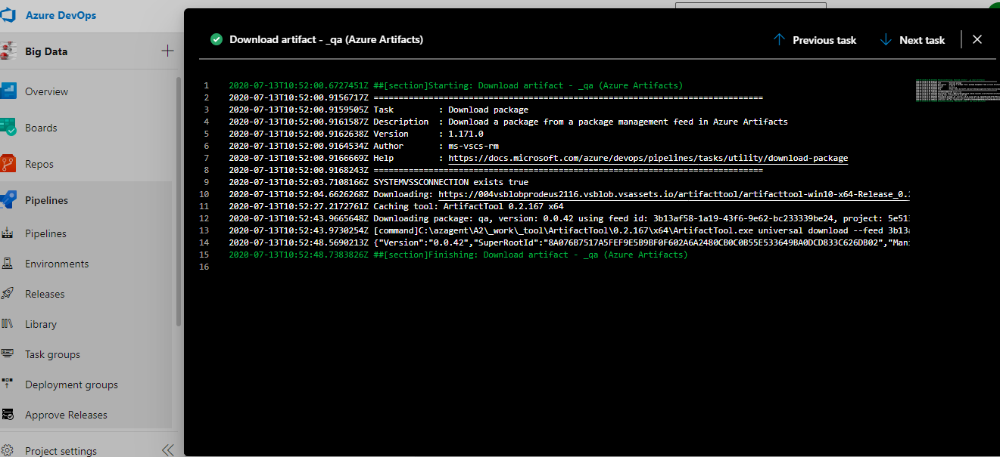 Azure DevOps
Big Data
Overview
Boards
Repos
Pipelines
Pipelines
Environments
Releases
Library
Task groups
Deployment groups
Approve Releases
Project settings
Download artifact - _qa (Azure Artifacts)
Previous task
Next task
1 2020-07-13T10:52:00.6727451Z ##[section]Starting: Download artifact - _qa (Azure Artifacts)
2 2020-07-13T10:52:00.9156717Z ==============================================================================
3 2020-07-13T10:52:00.9159505Z Task         : Download package
4 2020-07-13T10:52:00.9161587Z Description  : Download a package from a package management feed in Azure Artifacts
5 2020-07-13T10:52:00.9162638Z Version      : 1.171.0
6 2020-07-13T10:52:00.9164534Z Author       : ms-vscs-rm
7 2020-07-13T10:52:00.9166669Z Help         : https://docs.microsoft.com/azure/devops/pipelines/tasks/utility/download-package
8 2020-07-13T10:52:00.9168243Z ==============================================================================
9 2020-07-13T10:52:03.7108166Z SYSTEMVSSCONNECTION exists true
10 2020-07-13T10:52:04.6626268Z Downloading: https://004vsblobprodeus2116.vsblob.vsassets.io/artifacttool/artifacttool-win10-x64-Release_0.2
11 2020-07-13T10:52:27.2172761Z Caching tool: ArtifactTool 0.2.167 x64
12 2020-07-13T10:52:43.9665648Z Downloading package: qa, version: 0.0.42 using feed id: 3b13af58-1a19-43f6-9e62-bc233339be24, project: 5e513
13 2020-07-13T10:52:43.9730254Z [command]C:\azagent\A2\_work\_tool\ArtifactTool\0.2.167\x64\ArtifactTool.exe universal download --feed 3b13a
14 2020-07-13T10:52:48.5690213Z {"Version":"0.0.42","SuperRootId":"8A076B7517A5FEF9E5B9BF0F602A6A2480CB0C0B55E533649BA0DCD833C626DB02","Man
15 2020-07-13T10:52:48.7383826Z ##[section]Finishing: Download artifact - _qa (Azure Artifacts)
16